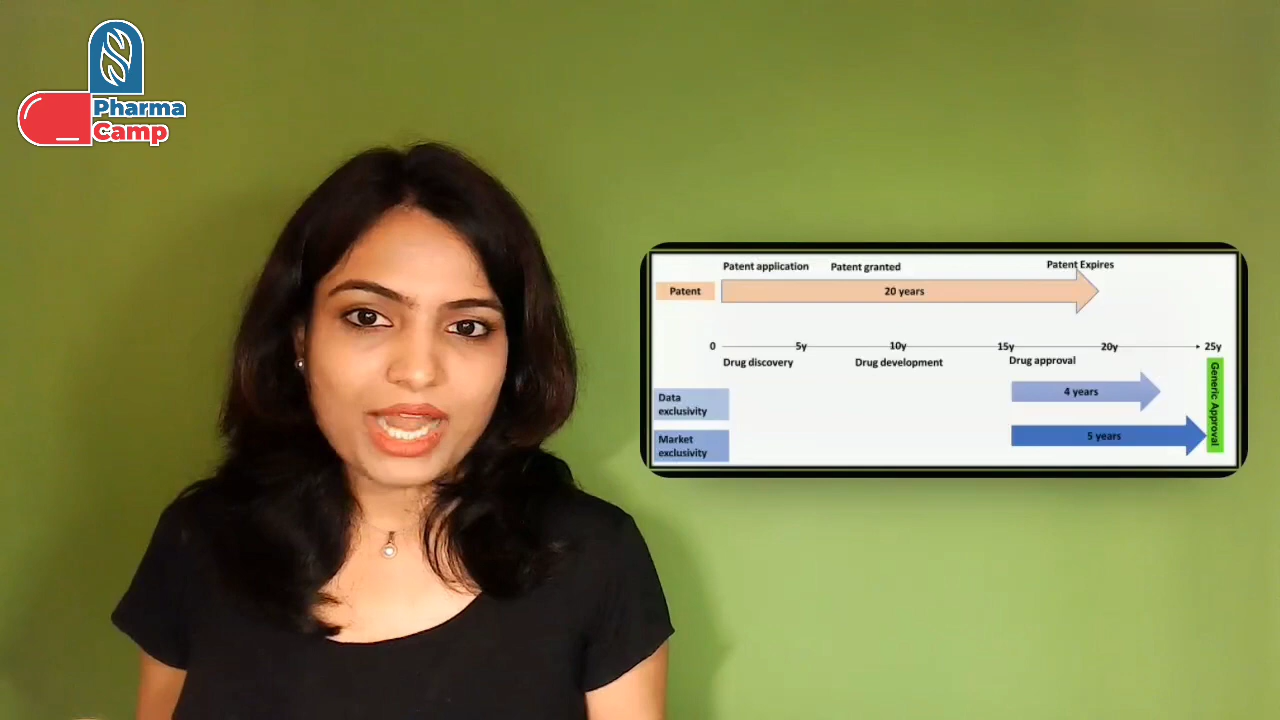 Pharma
Camp
Patent application Patent granted Patent Expires
Patent 20 years
0 5y 10y 15y 20y 25y
Drug discovery Drug development Drug approval
Data
exclusivity
4 years
Market
exclusivity
5 years
Generic Approval